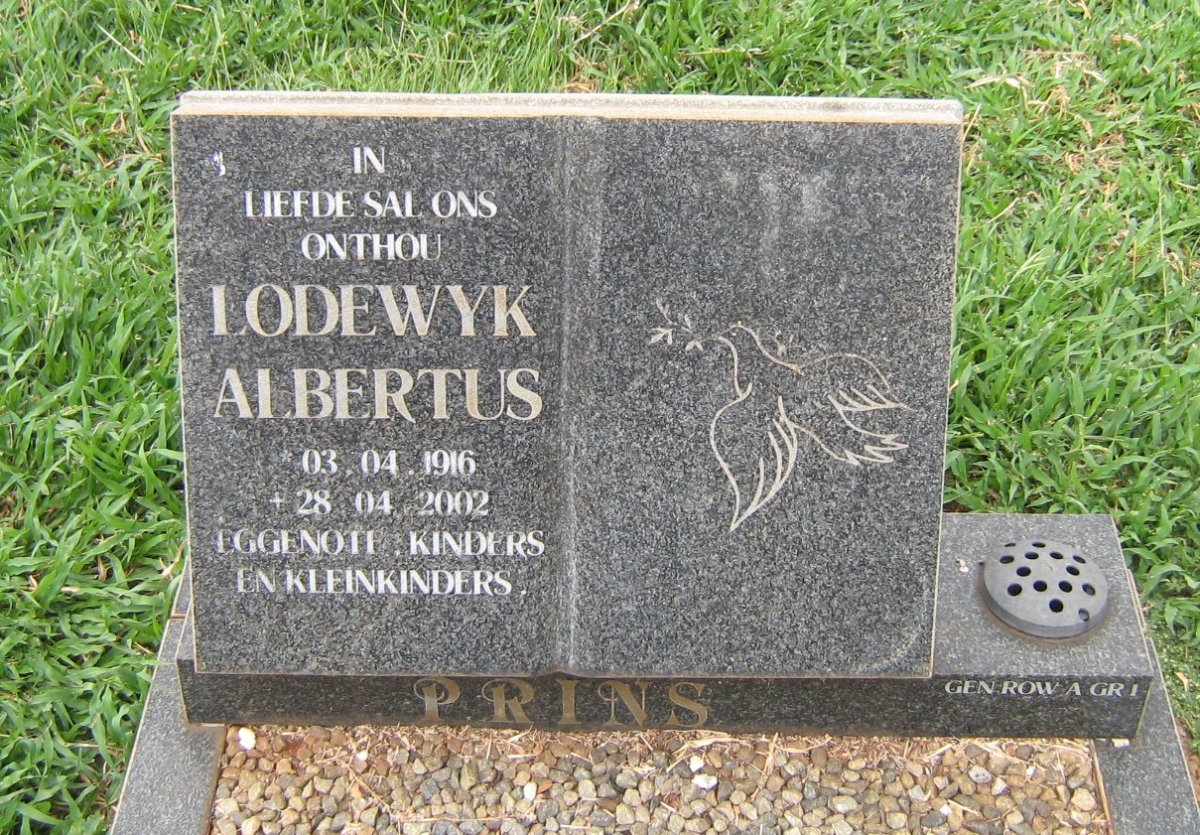 IN
LIEFDE SAL ONS
ONTHOU
LODEWYK
ALBERTUS
* 03 . 04 . 1916
+ 28 . 04 . 2002
EGGENOTE , KINDERS
EN KLEINKINDERS .
PRINS
GEN-ROW A GR 1